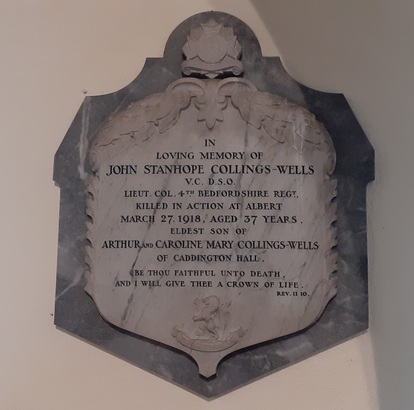 IN
LOVING MEMORY OF
JOHN STANHOPE COLLINGS-WELLS
V.C. D.S.O.
LIEUT. COL. 4TH BEDFORDSHIRE REGT.
KILLED IN ACTION AT ALBERT
MARCH 27. 1918, AGED 37 YEARS.
ELDEST SON OF
ARTHUR AND CAROLINE MARY COLLINGS-WELLS
OF CADDINGTON HALL.
BE THOU FAITHFUL UNTO DEATH,
AND I WILL GIVE THEE A CROWN OF LIFE.
REV. II 10.